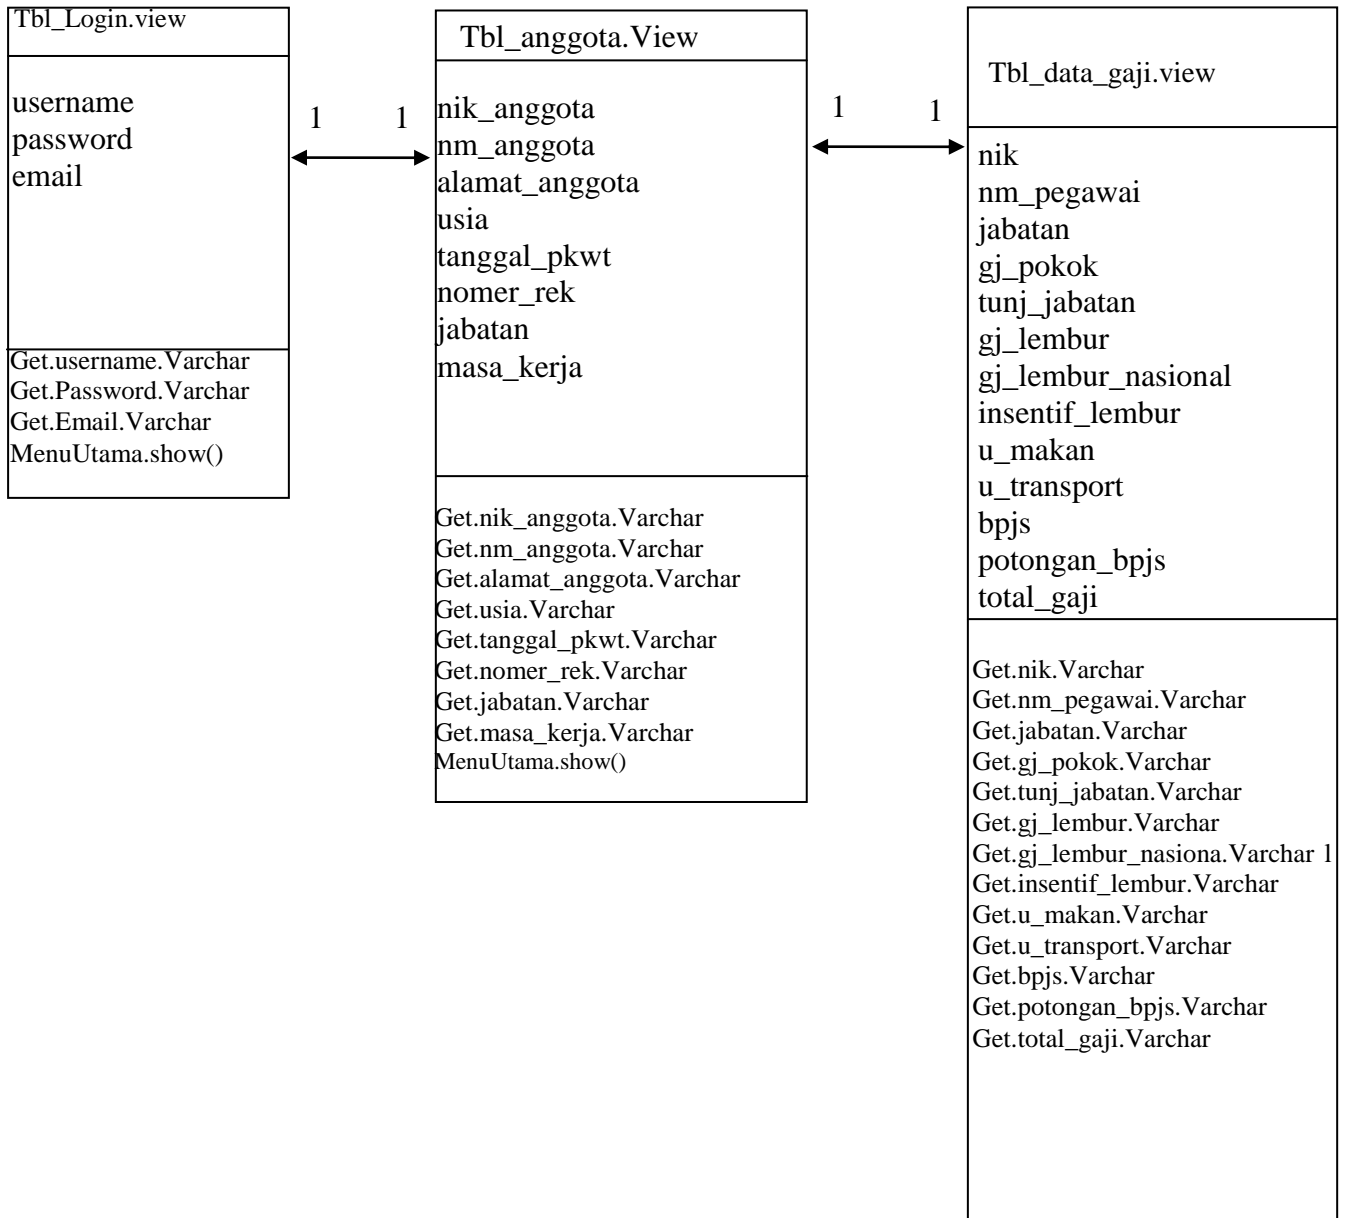 Tbl_Login.view
username
password
email
Get.username.Varchar
Get.Password.Varchar
Get.Email.Varchar
MenuUtama.show()
1
1
Tbl_anggota.View
nik_anggota
nm_anggota
alamat_anggota
usia
tanggal_pkwt
nomer_rek
jabatan
masa_kerja
Get.nik_anggota.Varchar
Get.nm_anggota.Varchar
Get.alamat_anggota.Varchar
Get.usia.Varchar
Get.tanggal_pkwt.Varchar
Get.nomer_rek.Varchar
Get.jabatan.Varchar
Get.masa_kerja.Varchar
MenuUtama.show()
1
1
Tbl_data_gaji.view
nik
nm_pegawai
jabatan
gj_pokok
tunj_jabatan
gj_lembur
gj_lembur_nasional
insentif_lembur
u_makan
u_transport
bpjs
potongan_bpjs
total_gaji
Get.nik.Varchar
Get.nm_pegawai.Varchar
Get.jabatan.Varchar
Get.gj_pokok.Varchar
Get.tunj_jabatan.Varchar
Get.gj_lembur.Varchar
Get.gj_lembur_nasiona.Varchar l
Get.insentif_lembur.Varchar
Get.u_makan.Varchar
Get.u_transport.Varchar
Get.bpjs.Varchar
Get.potongan_bpjs.Varchar
Get.total_gaji.Varchar